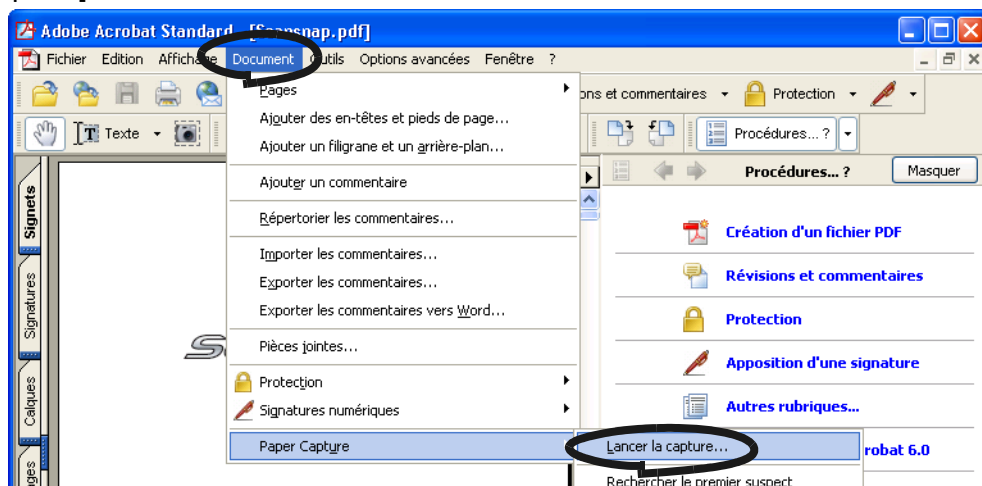 Adobe Acrobat Standard - [Scansnap.pdf]
Fichier Edition Affichage Document Outils Options avancées Fenêtre ?
ons et commentaires Protection
Texte
Procédures... ?
Pages
Ajouter des en-têtes et pieds de page...
Ajouter un filigrane et un arrière-plan...
Ajouter un commentaire
Répertorier les commentaires...
Importer les commentaires...
Exporter les commentaires...
Exporter les commentaires vers Word...
Pièces jointes...
Protection
Signatures numériques
Paper Capture
Lancer la capture...
Rechercher le premier suspect
Procédures... ? Masquer
Création d'un fichier PDF
Révisions et commentaires
Protection
Apposition d'une signature
Autres rubriques...
robat 6.0
Signets
Signatures
Calques
ges